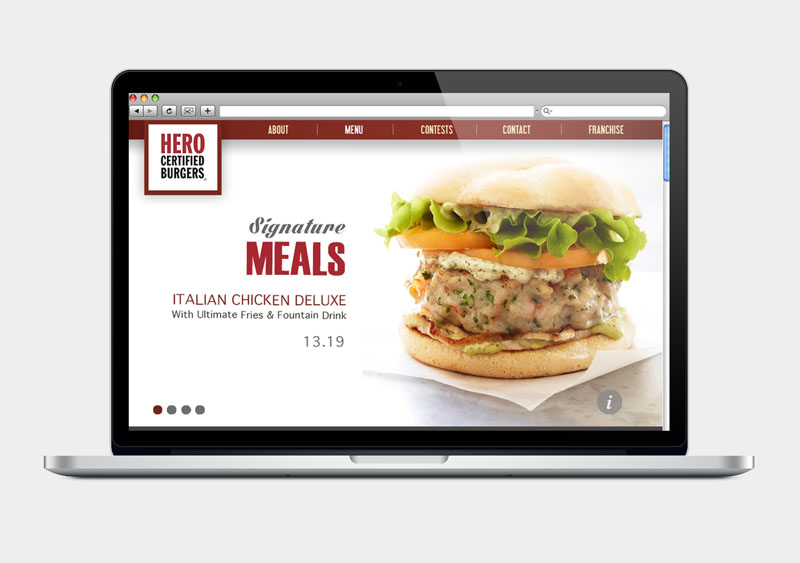 ABOUT
MENU
CONTESTS
CONTACT
FRANCHISE
HERO
CERTIFIED
BURGERS
Signature
MEALS
ITALIAN CHICKEN DELUXE
With Ultimate Fries & Fountain Drink
13.19
i